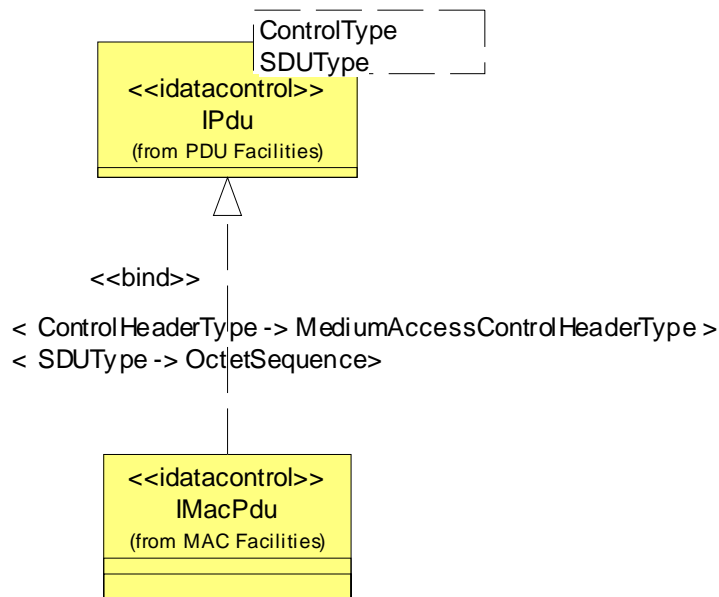 ControlType
SDUType
<<idatacontrol>>
IPdu
(from PDU Facilities)
<<bind>>
< ControlHeaderType -> MediumAccessControlHeaderType >
< SDUType -> OctetSequence>
<<idatacontrol>>
IMacPdu
(from MAC Facilities)